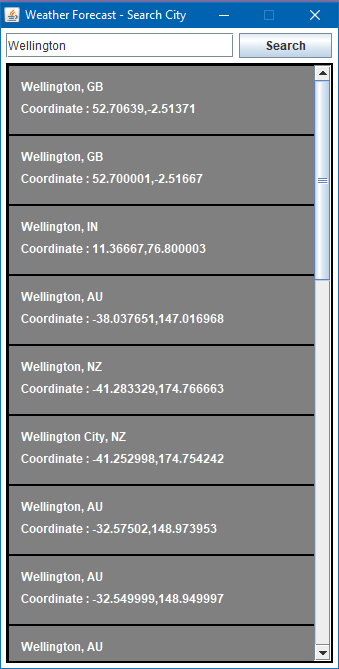 Weather Forecast - Search City
Wellington
Search
Wellington, GB
Coordinate : 52.70639,-2.51371
Wellington, GB
Coordinate : 52.700001,-2.51667
Wellington, IN
Coordinate : 11.36667,76.800003
Wellington, AU
Coordinate : -38.037651,147.016968
Wellington, NZ
Coordinate : -41.283329,174.766663
Wellington City, NZ
Coordinate : -41.252998,174.754242
Wellington, AU
Coordinate : -32.57502,148.973953
Wellington, AU
Coordinate : -32.549999,148.949997
Wellington, AU